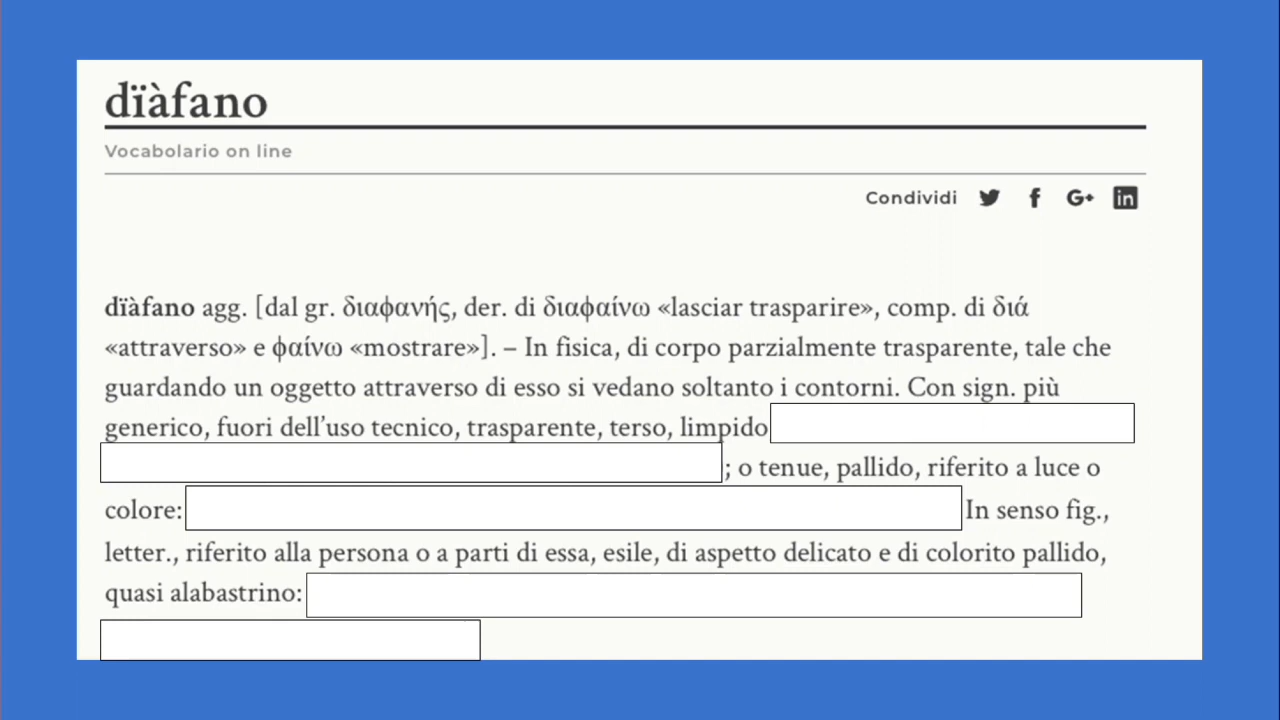 dïàfano
Vocabolario on line
Condividi
dïàfano agg. [dal gr. διαϕανής, der. di διαϕαίνω «lasciar trasparire», comp. di διά
«attraverso» e ϕαίνω «mostrare»]. – In fisica, di corpo parzialmente trasparente, tale che
guardando un oggetto attraverso di esso si vedano soltanto i contorni. Con sign. più
generico, fuori dell’uso tecnico, trasparente, terso, limpido
; o tenue, pallido, riferito a luce o
colore: In senso fig.,
letter., riferito alla persona o a parti di essa, esile, di aspetto delicato e di colorito pallido,
quasi alabastrino: